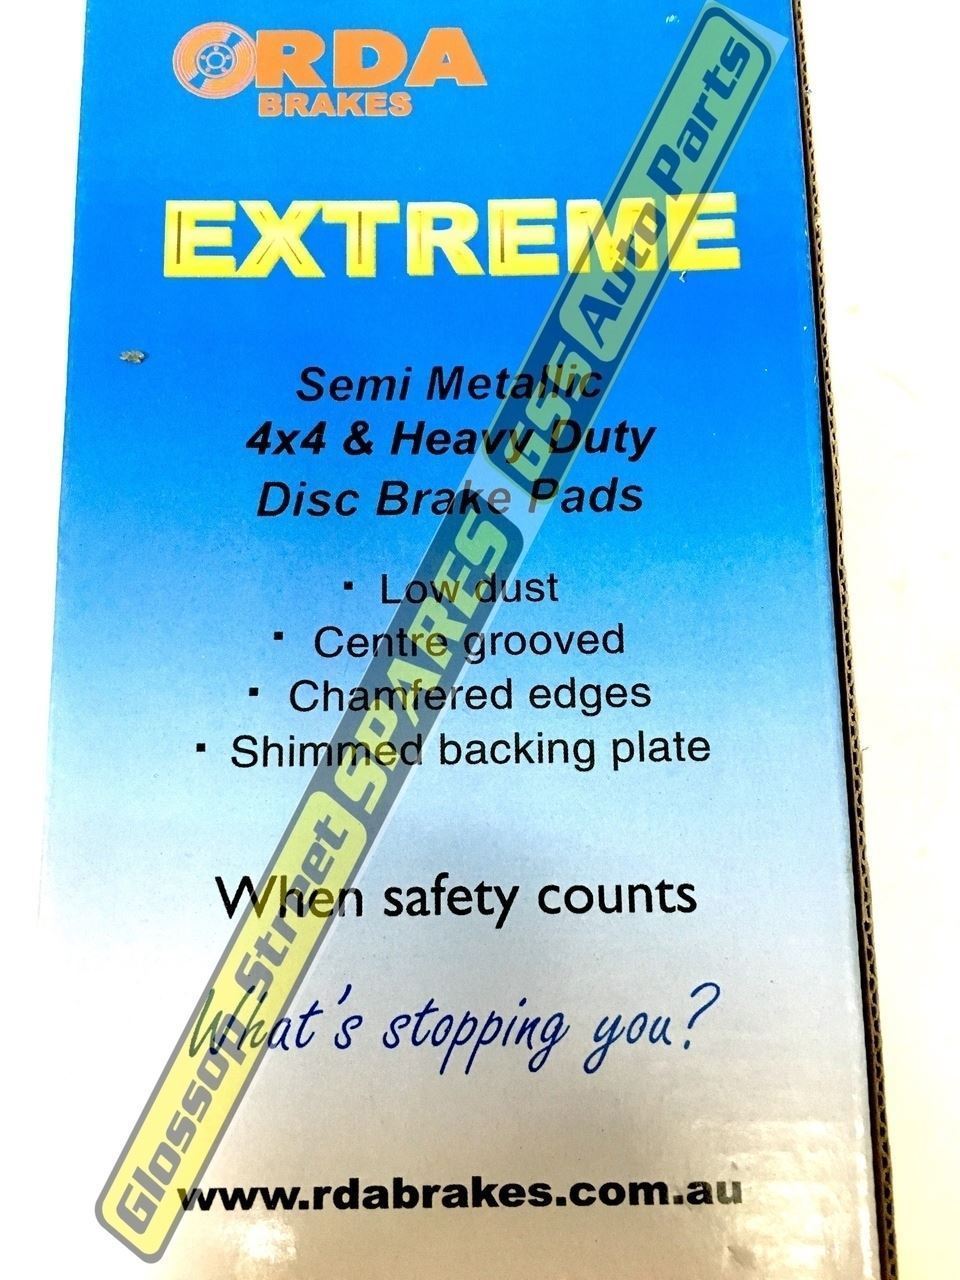 RDA
BRAKES
EXTREME
Semi Metallic
4x4 & Heavy Duty
Disc Brake Pads
▪ Low dust
▪ Centre grooved
▪ Chamfered edges
▪ Shimmed backing plate
When safety counts
What's stopping you?
www.rdabrakes.com.au
Glossop Street SPARES GSS Auto Parts